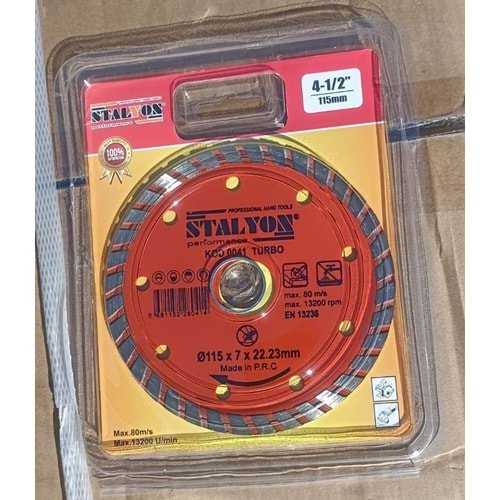 STALYON
performance
4-1/2"
115mm
100%
PROFESSIONAL HAND TOOLS
STALYON
performance
KOD 0041 TURBO
max. 80 m/s
max. 13200 rpm.
EN 13236
Ø115 x 7 x 22.23mm
Made in P.R.C
Max.80m/s
Max.13200 U/min